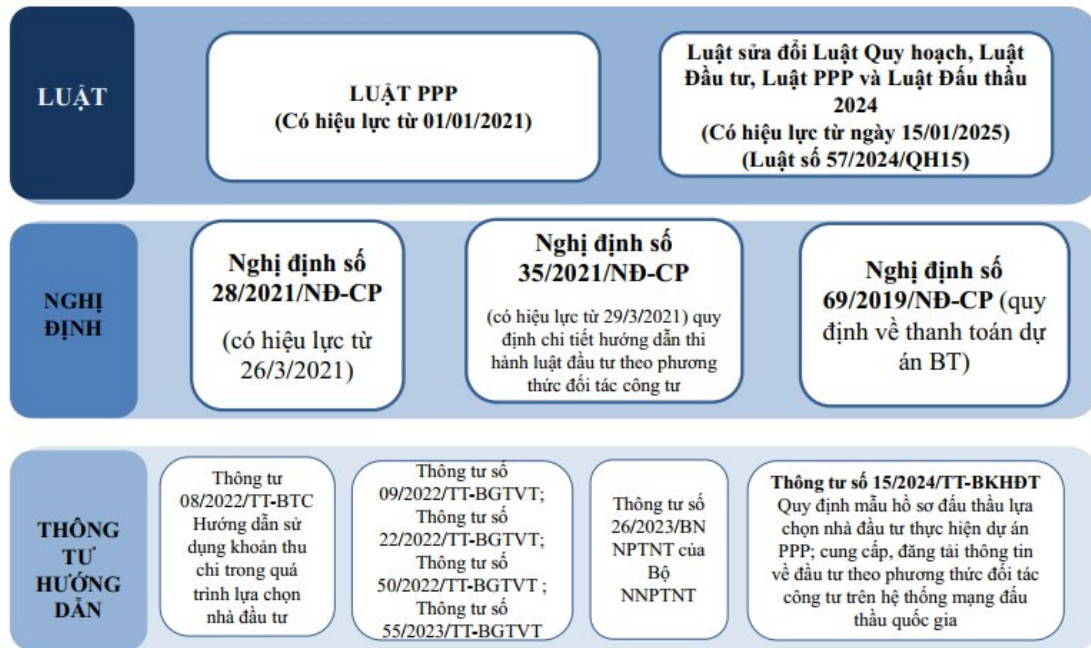 LUẬT
LUẬT PPP
(Có hiệu lực từ 01/01/2021)
Luật sửa đổi Luật Quy hoạch, Luật
Đầu tư, Luật PPP và Luật Đấu thầu
2024
(Có hiệu lực từ ngày 15/01/2025)
(Luật số 57/2024/QH15)
NGHỊ
ĐỊNH
Nghị định số
28/2021/NĐ-CP
(có hiệu lực từ
26/3/2021)
Nghị định số
35/2021/NĐ-CP
(có hiệu lực từ 29/3/2021) quy
định chi tiết hướng dẫn thi
hành luật đầu tư theo phương
thức đối tác công tư
Nghị định số
69/2019/NĐ-CP (quy
định về thanh toán dự
án BT)
THÔNG
TƯ
HƯỚNG
DẪN
Thông tư
08/2022/TT-BTC
Hướng dẫn sử
dụng khoản thu
chi trong quá
trình lựa chọn
nhà đầu tư
Thông tư số
09/2022/TT-BGTVT;
Thông tư số
22/2022/TT-BGTVT;
Thông tư số
50/2022/TT-BGTVT ;
Thông tư số
55/2023/TT-BGTVT
Thông tư số
26/2023/BN
NPTNT của
Bộ
NNPTNT
Thông tư số 15/2024/TT-BKHĐT
Quy định mẫu hồ sơ đấu thầu lựa
chọn nhà đầu tư thực hiện dự án
PPP; cung cấp, đăng tải thông tin
về đầu tư theo phương thức đối tác
công tư trên hệ thống mạng đấu
thầu quốc gia